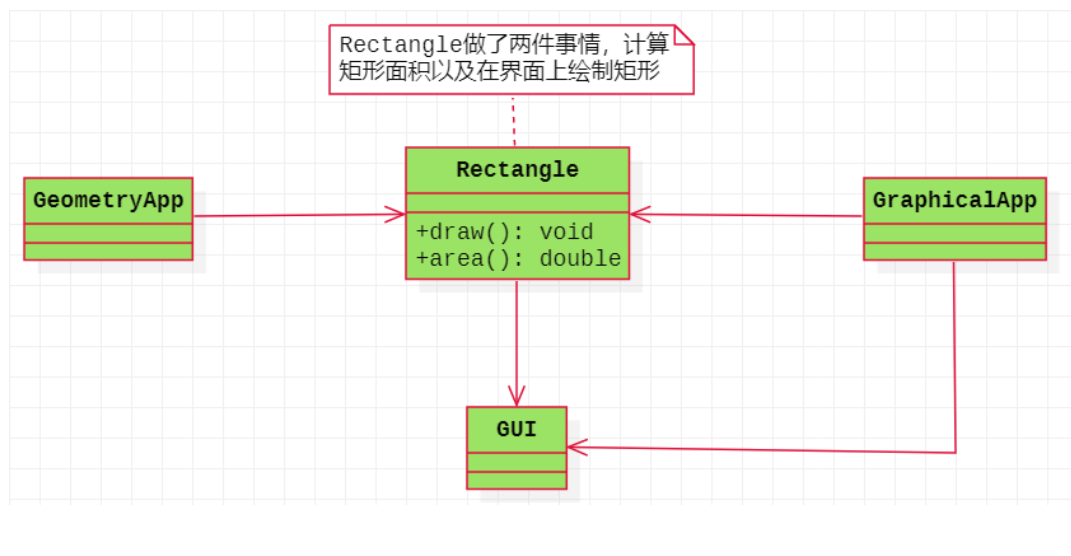 Rectangle做了两件事情，计算
矩形面积以及在界面上绘制矩形
Rectangle
GeometryApp
GraphicalApp
+draw(): void
+area(): double
GUI